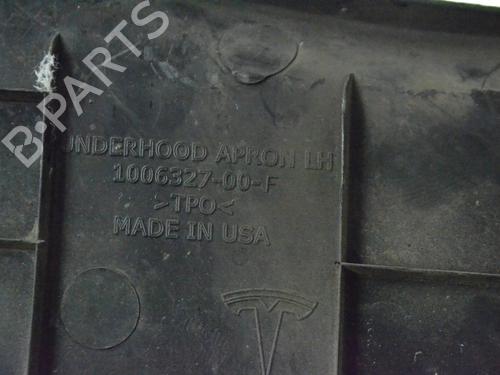 B-PARTS
UNDERHOOD APRON LH
1006327-00-F
>TPO<
MADE IN USA